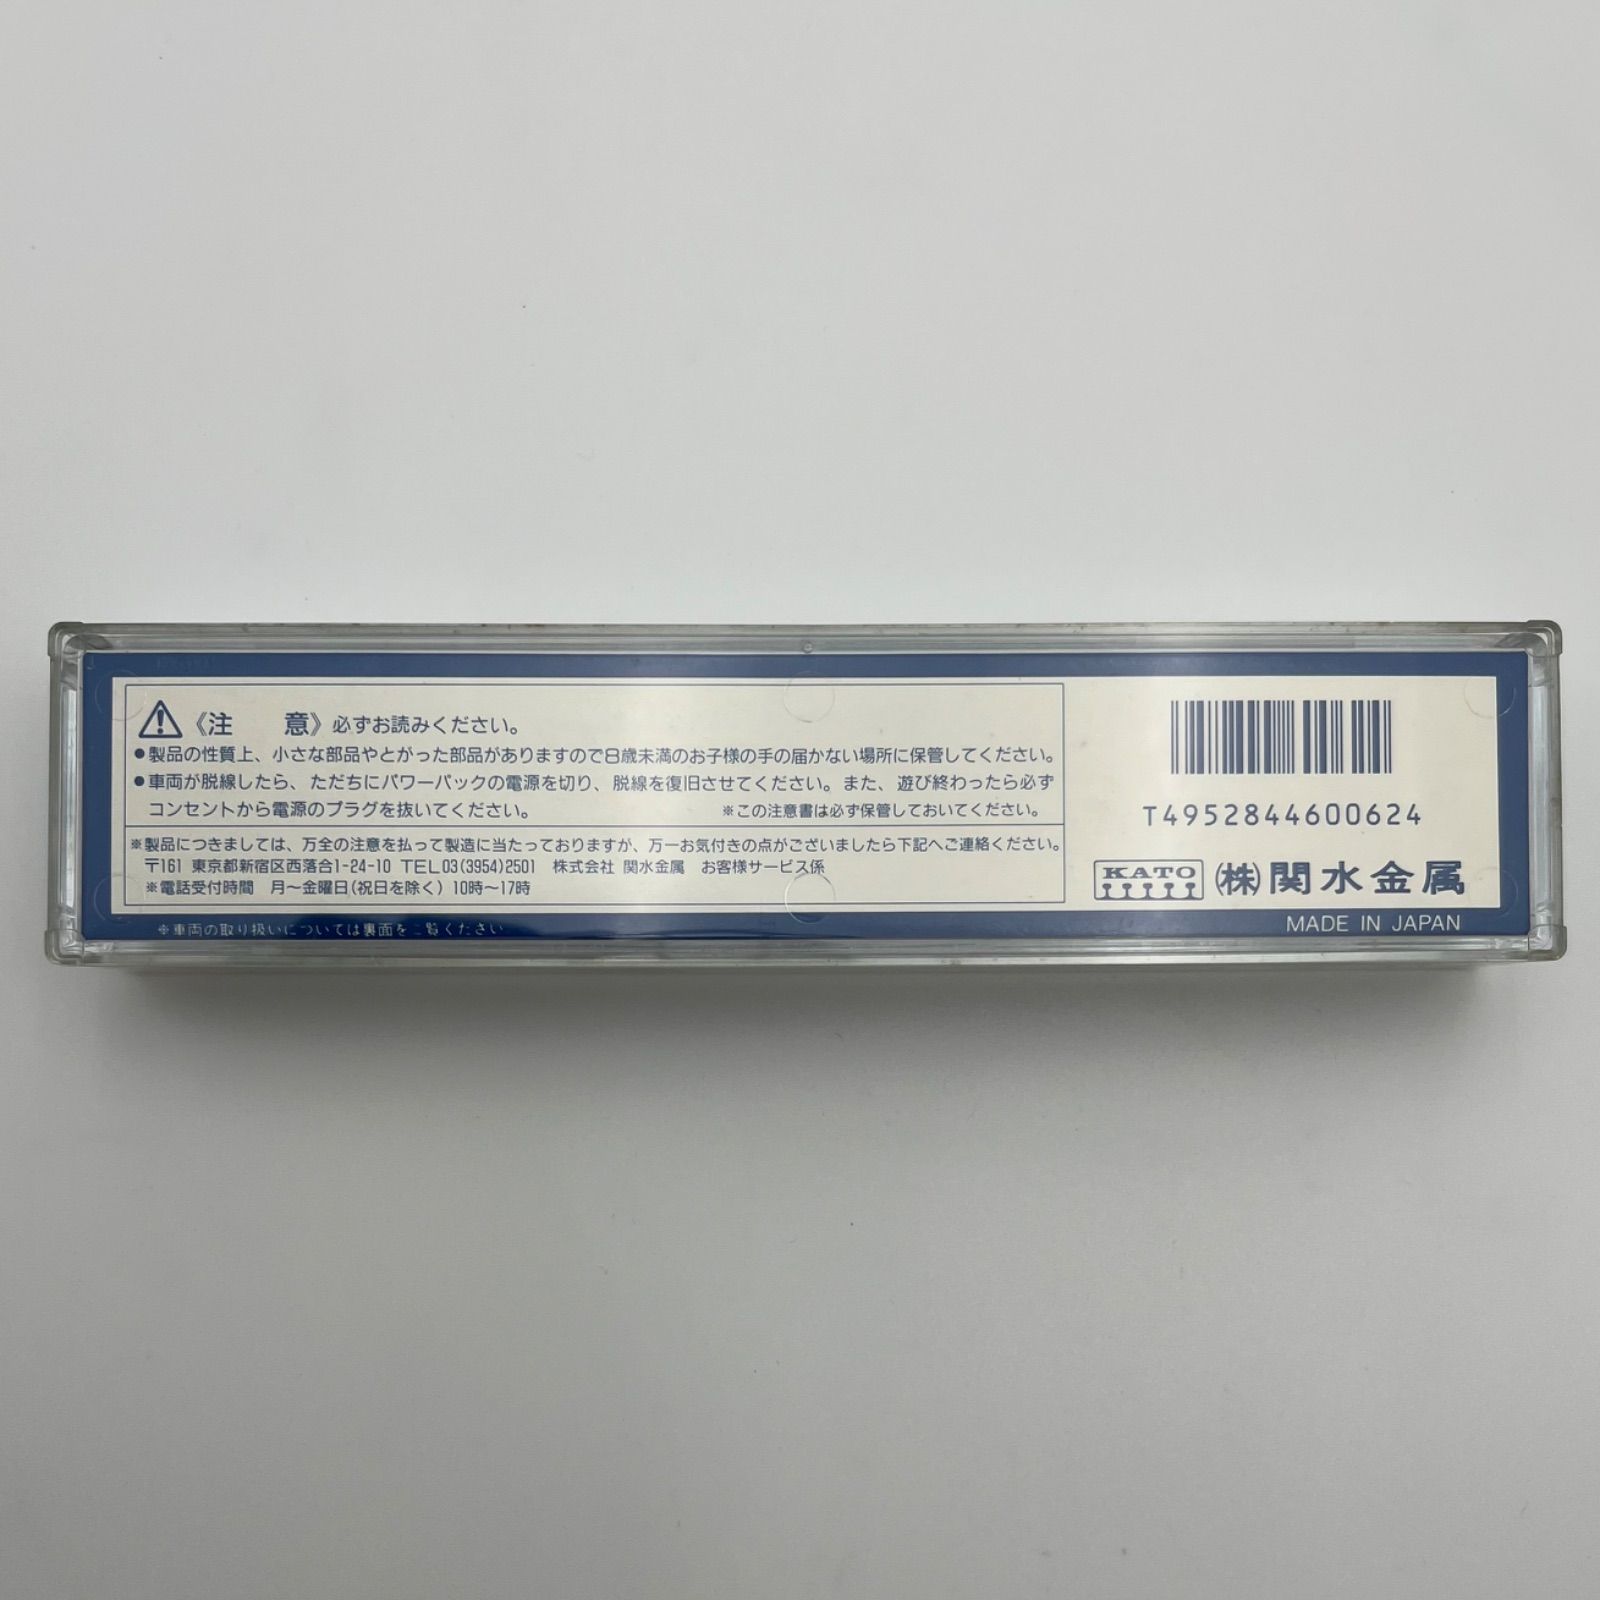 《注　意》必ずお読みください。
●製品の性質上、小さな部品やとがった部品がありますので8歳未満のお子様の手の届かない場所に保管してください。
●車両が脱線したら、ただちにパワーパックの電源を切り、脱線を復旧させてください。また、遊び終わったら必ず
コンセントから電源のプラグを抜いてください。 ※この注意書は必ず保管しておいてください。
※製品につきましては、万全の注意を払って製造に当たっておりますが、万一お気付きの点がございましたら下記へご連絡ください。
〒161 東京都新宿区西落合1-24-10 TEL03(3954)2501 株式会社 関水金属 お客様サービス係
※電話受付時間 月〜金曜日(祝日を除く) 10時〜17時
※車両の取り扱いについては裏面をご覧ください
T4952844600624
KATO (株)関水金属
MADE IN JAPAN